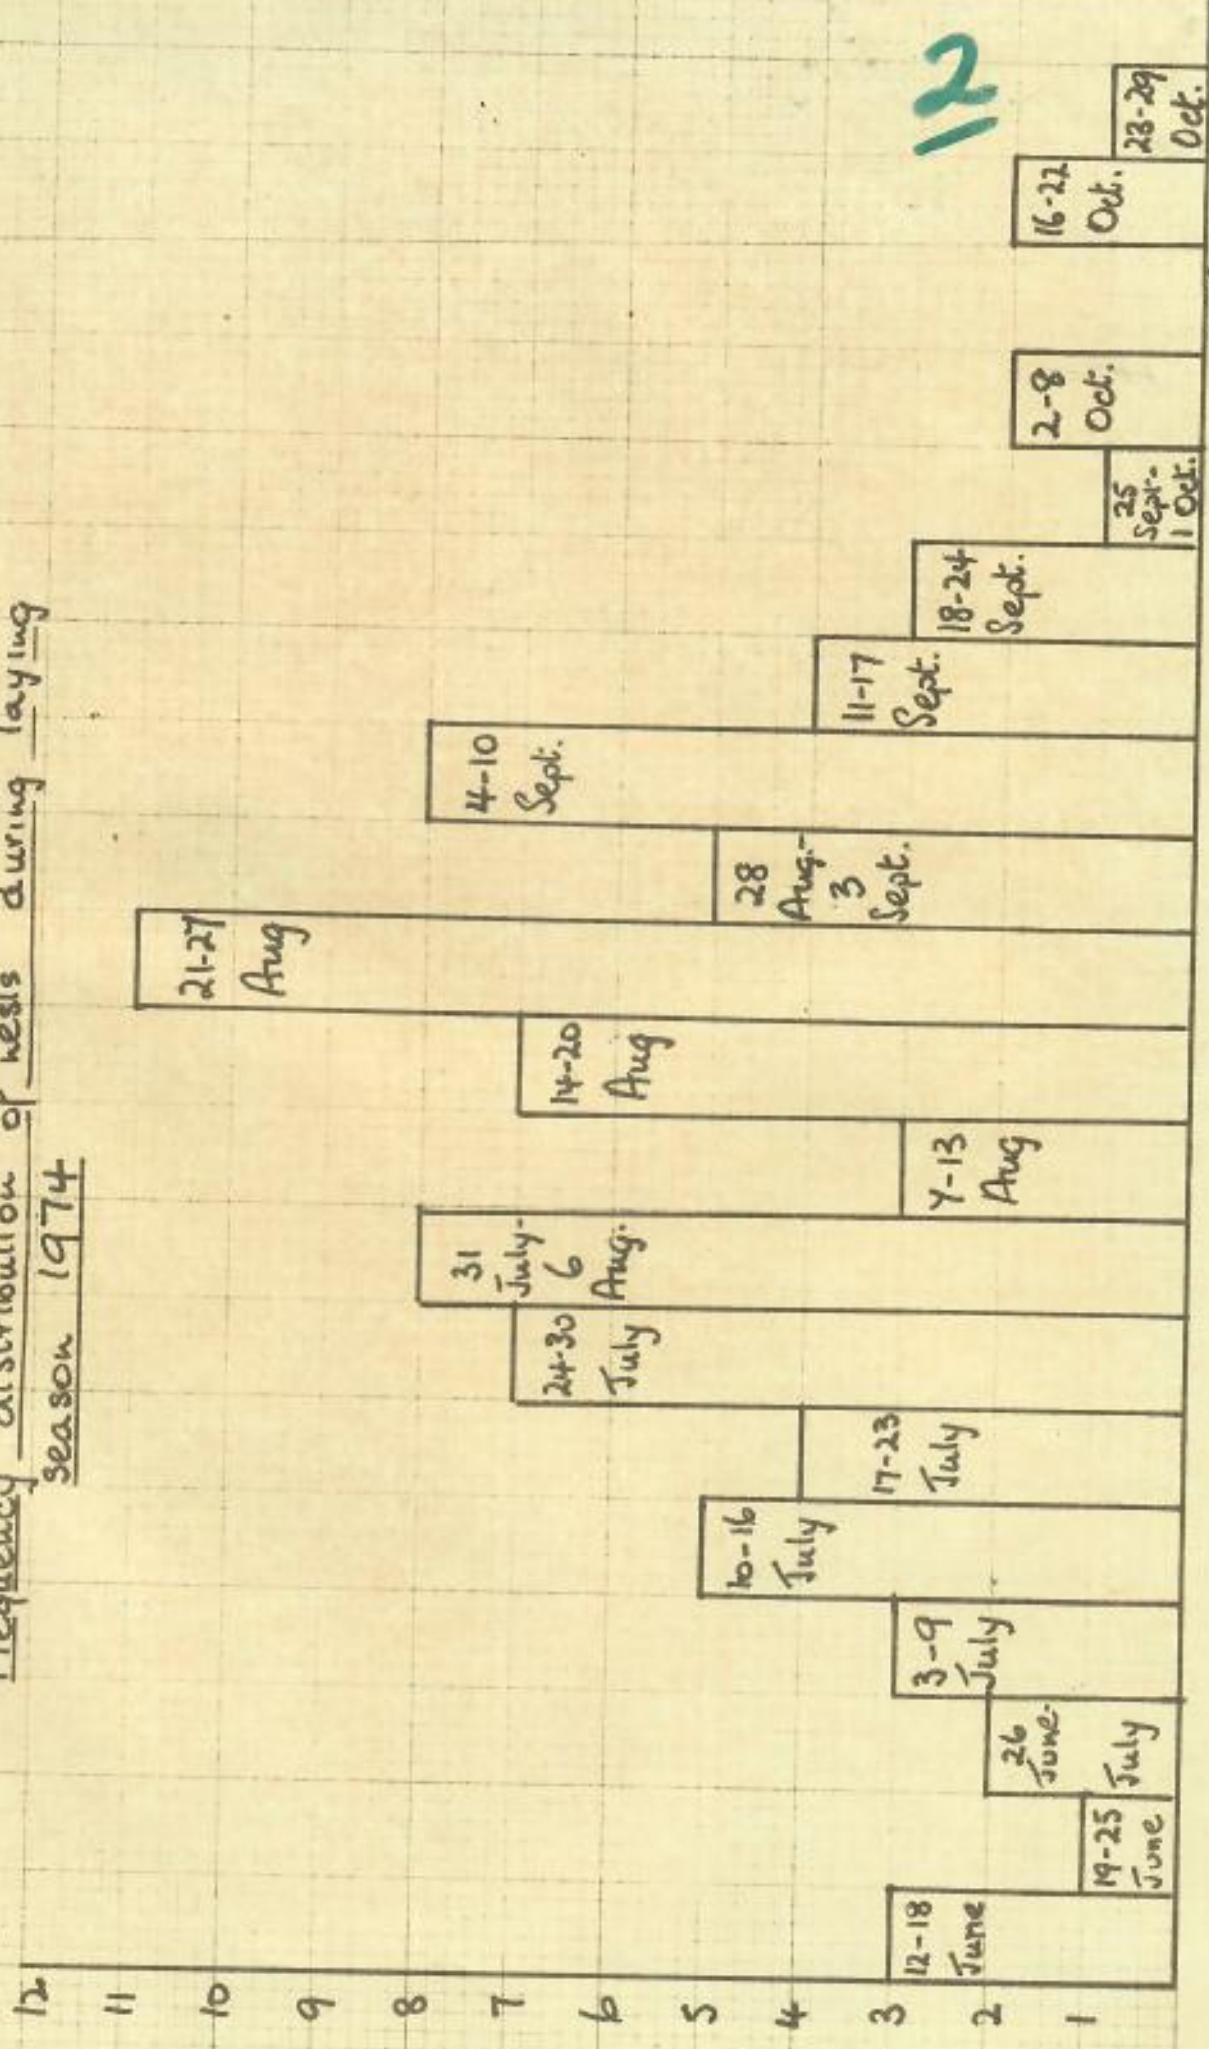 Frequency distribution of nests during laying
season 1974
12
12
11
10
9
8
7
6
5
4
3
2
1
12-18
June
19-25
June
26
June-
July
3-9
July
10-16
July
17-23
July
24-30
July
31
July-
6
Aug.
7-13
Aug
14-20
Aug
21-27
Aug
28
Aug.-
3
Sept.
4-10
Sept.
11-17
Sept.
18-24
Sept.
25
Sept.-
1 Oct.
2-8
Oct.
16-22
Oct.
23-29
Oct.